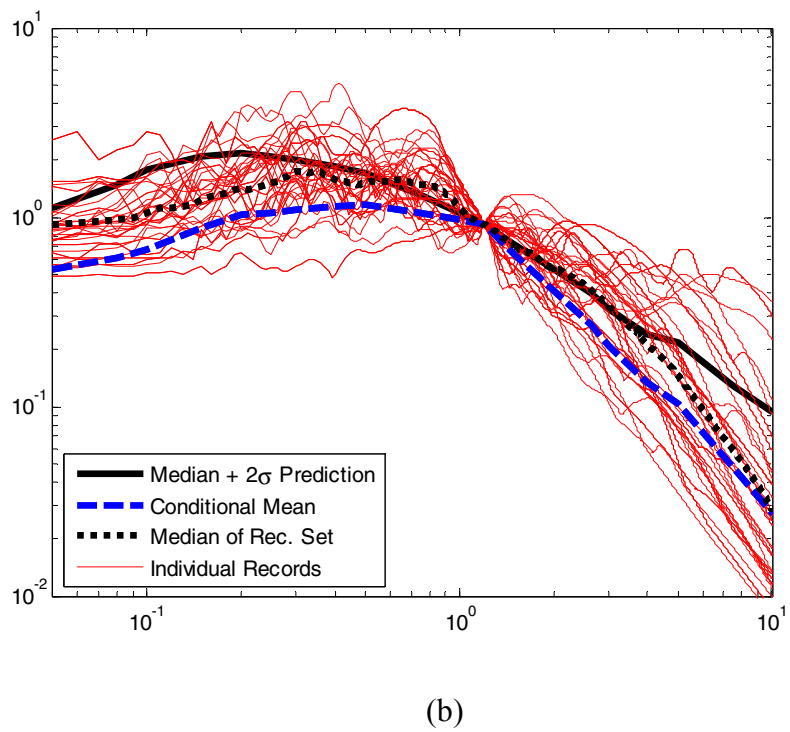 10^1
10^0
10^-1
10^-2
Median + 2σ Prediction
Conditional Mean
Median of Rec. Set
Individual Records
10^-1 10^0 10^1
(b)